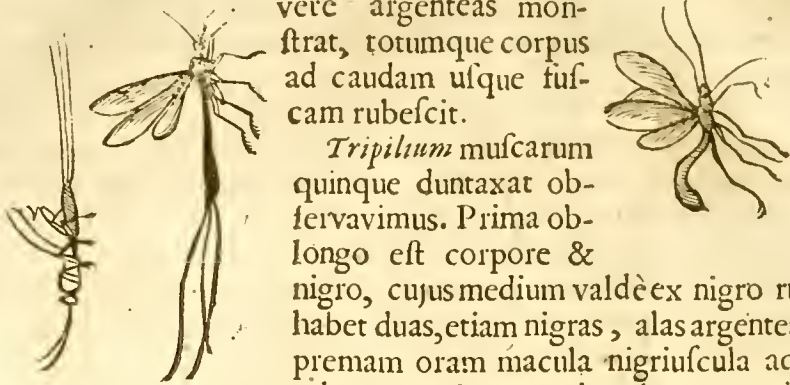 vere argenteas mon-
ſtrat, totumque corpus
ad caudam uſque fuſ-
cam rubeſcit.
Tripilium muſcarum
quinque duntaxat ob-
ſervavimus. Prima ob-
longo eſt corpore &
nigro, cujus medium valdè ex nigro
habet duas, etiam nigras, alas
premam oram macula nigriuſcula